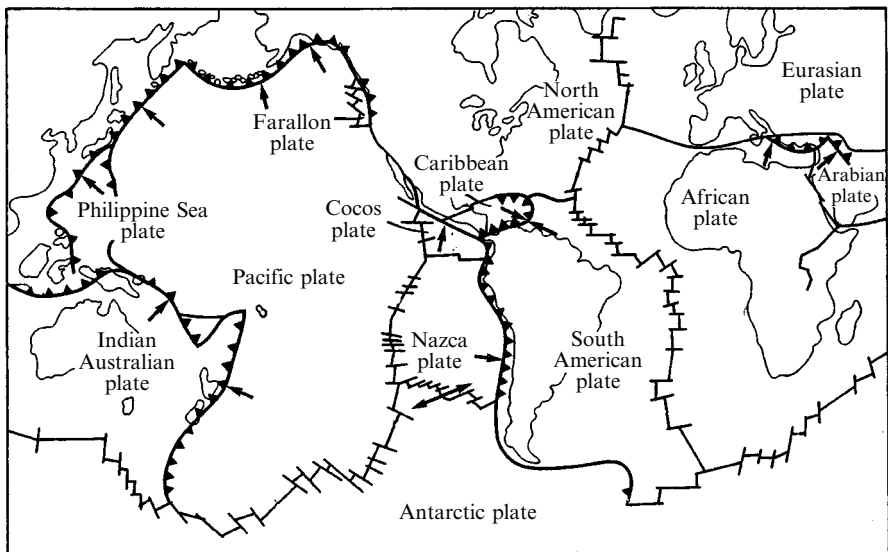 Eurasian
plate
North
American
plate
Farallon
plate
Caribbean
plate
Arabian
plate
African
plate
Cocos
plate
Philippine Sea
plate
Pacific plate
Indian
Australian
plate
Nazca
plate
South
American
plate
Antarctic plate